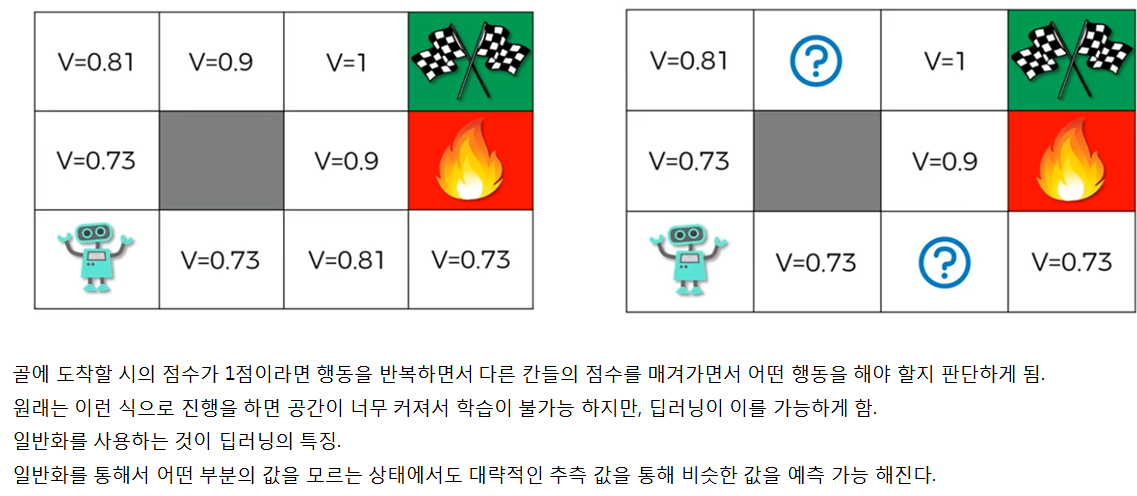 V=0.81 V=0.9 V=1 V=0.81 ? V=1
V=0.73 V=0.9 V=0.73 V=0.9
V=0.73 V=0.81 V=0.73 V=0.73 ? V=0.73
골에 도착할 시의 점수가 1점이라면 행동을 반복하면서 다른 칸들의 점수를 매겨가면서 어떤 행동을 해야 할지 판단하게 됨.
원래는 이런 식으로 진행을 하면 공간이 너무 커져서 학습이 불가능 하지만, 딥러닝이 이를 가능하게 함.
일반화를 사용하는 것이 딥러닝의 특징.
일반화를 통해서 어떤 부분의 값을 모르는 상태에서도 대략적인 추측 값을 통해 비슷한 값을 예측 가능 해진다.